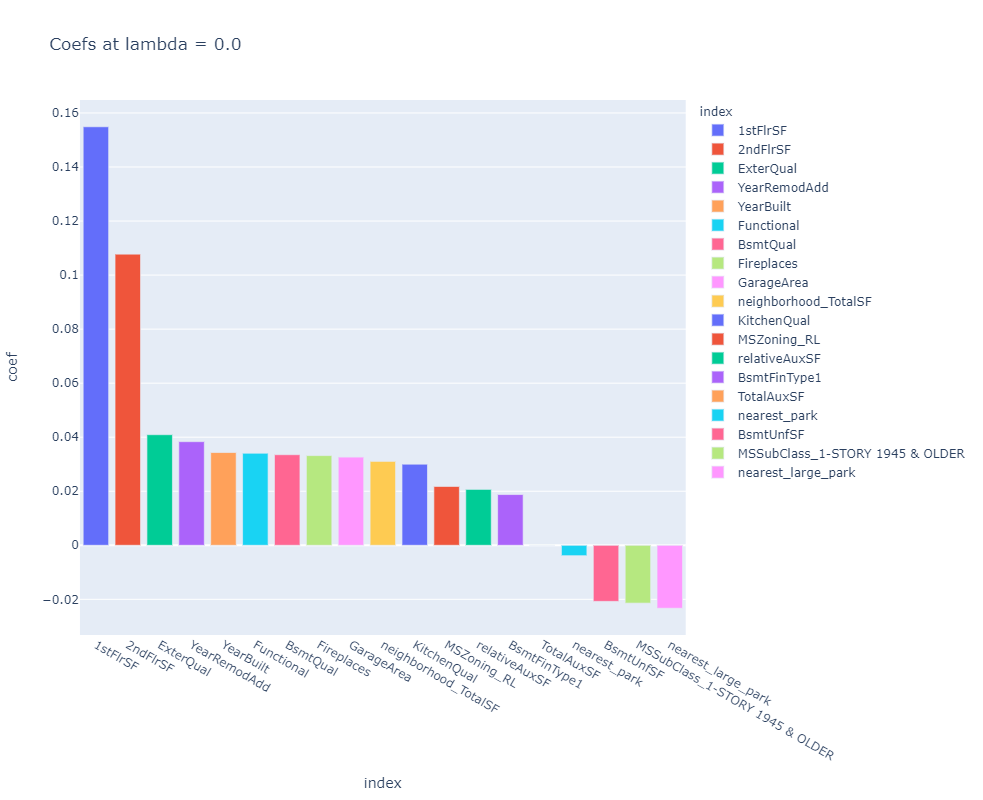 Coefs at lambda = 0.0
coef
0.16
0.14
0.12
0.1
0.08
0.06
0.04
0.02
0
−0.02
1stFlrSF
2ndFlrSF
ExterQual
YearRemodAdd
YearBuilt
Functional
BsmtQual
Fireplaces
GarageArea
neighborhood_TotalSF
KitchenQual
MSZoning_RL
relativeAuxSF
BsmtFinType1
TotalAuxSF
nearest_park
BsmtUnfSF
MSSubClass_1-STORY 1945 & OLDER
nearest_large_park
index
index
1stFlrSF
2ndFlrSF
ExterQual
YearRemodAdd
YearBuilt
Functional
BsmtQual
Fireplaces
GarageArea
neighborhood_TotalSF
KitchenQual
MSZoning_RL
relativeAuxSF
BsmtFinType1
TotalAuxSF
nearest_park
BsmtUnfSF
MSSubClass_1-STORY 1945 & OLDER
nearest_large_park